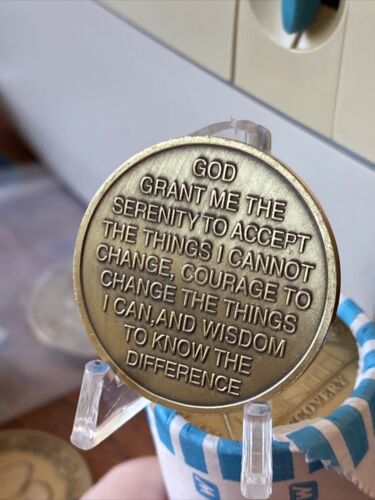 GOD
GRANT ME THE
SERENITY TO ACCEPT
THE THINGS I CANNOT
CHANGE, COURAGE TO
CHANGE THE THINGS
I CAN,AND WISDOM
TO KNOW THE
DIFFERENCE